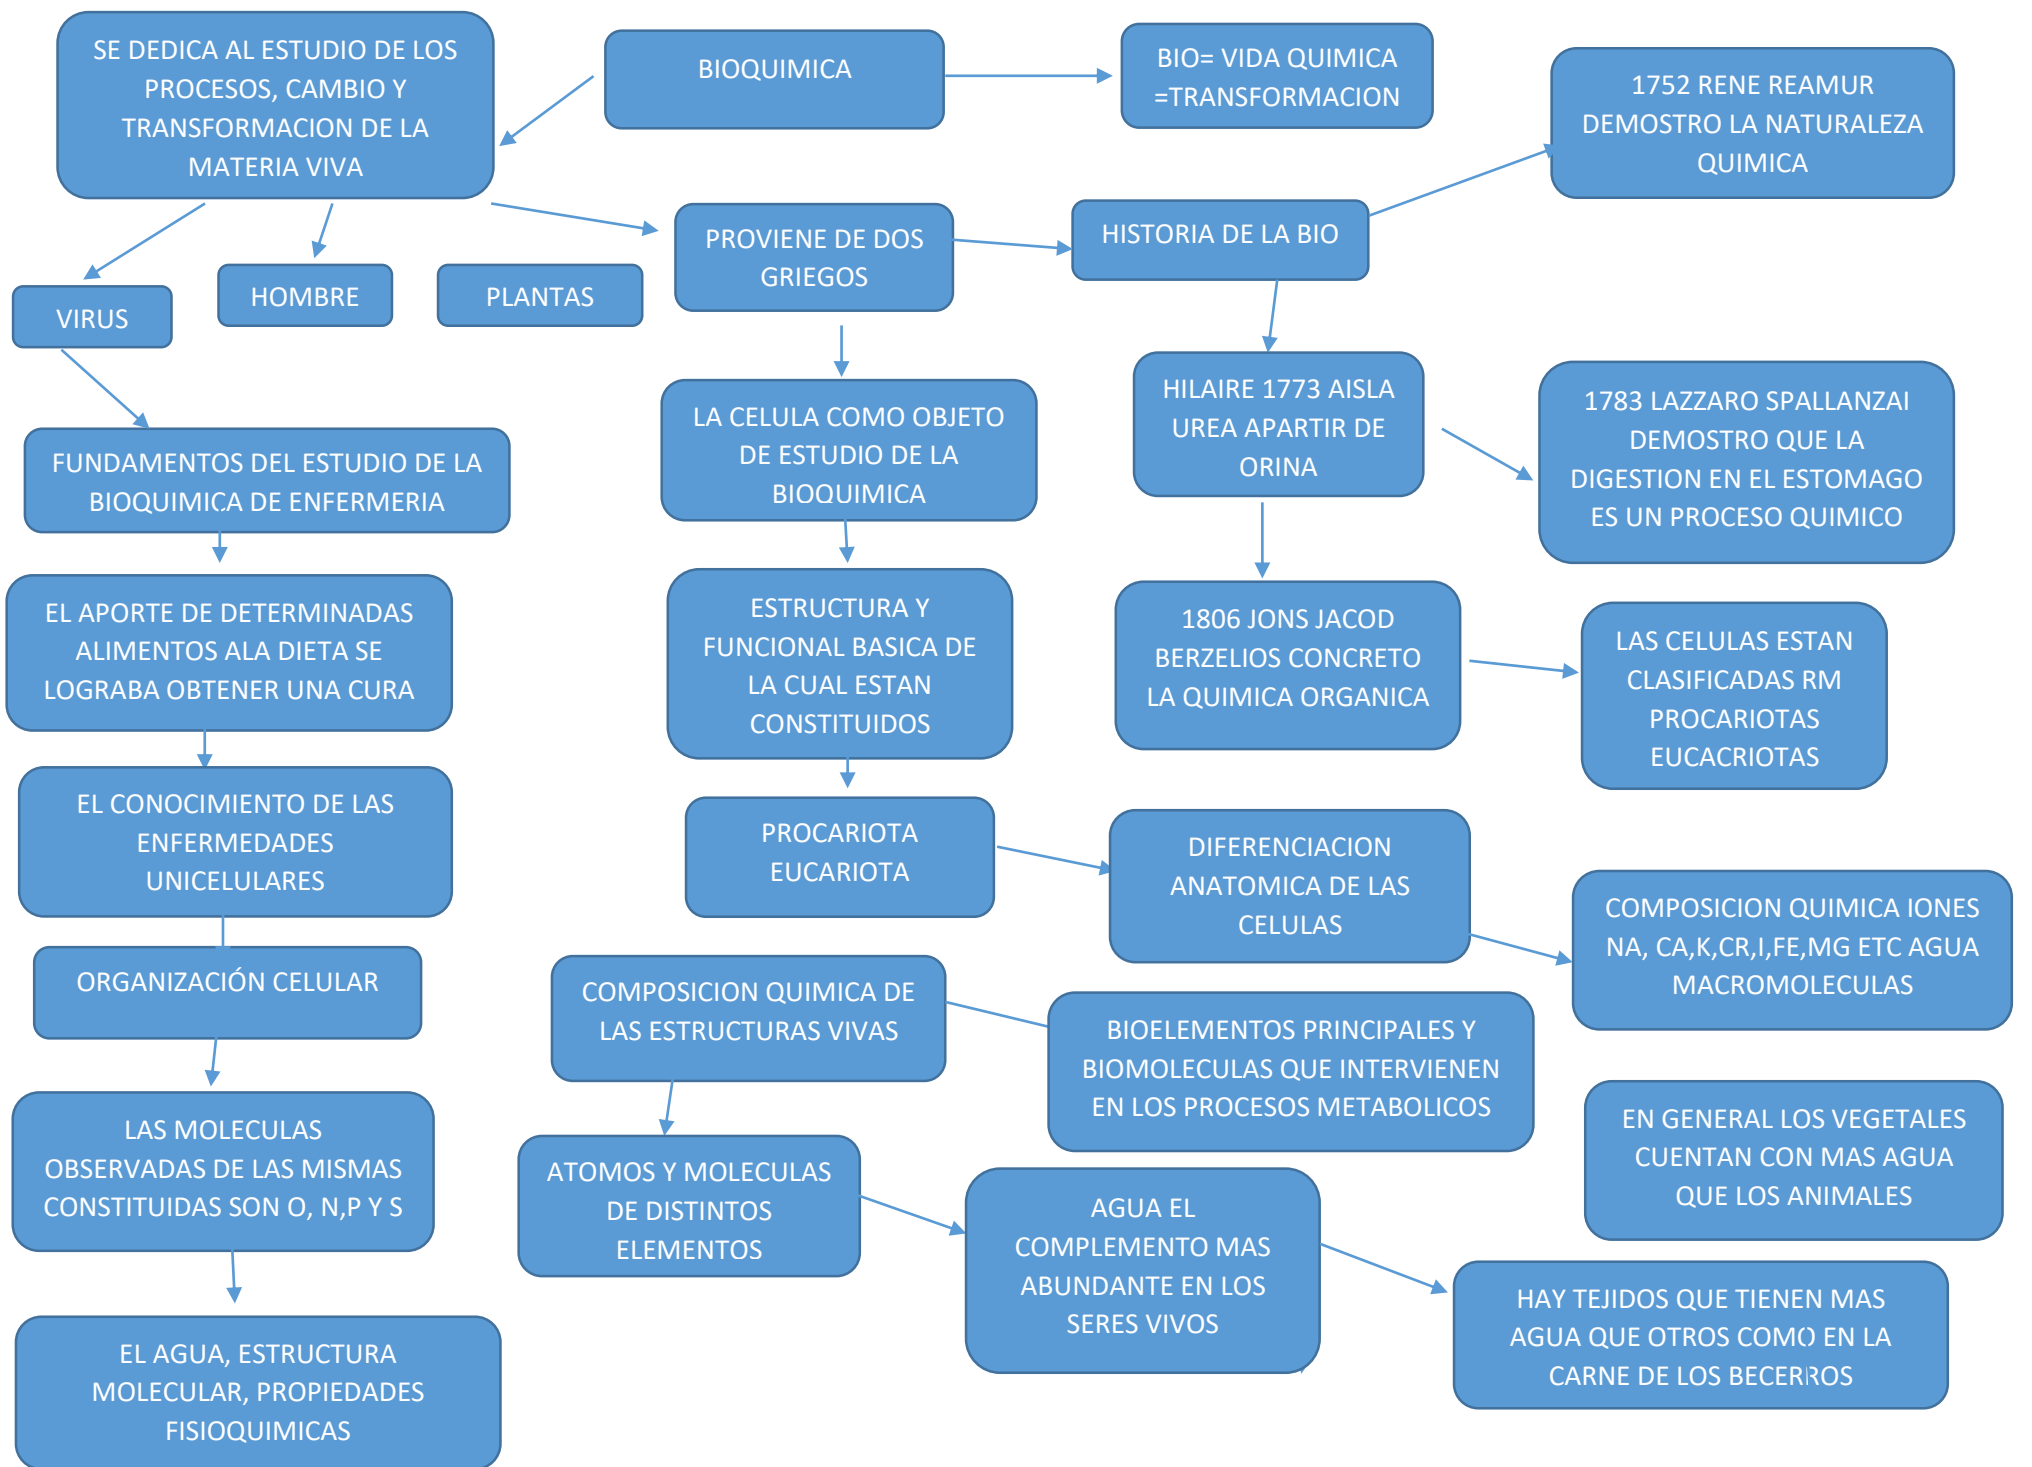 SE DEDICA AL ESTUDIO DE LOS
PROCESOS, CAMBIO Y
TRANSFORMACION DE LA
MATERIA VIVA
BIOQUIMICA
BIO= VIDA QUIMICA
=TRANSFORMACION
1752 RENE REAMUR
DEMOSTRO LA NATURALEZA
QUIMICA
PROVIENE DE DOS
GRIEGOS
HISTORIA DE LA BIO
VIRUS
HOMBRE
PLANTAS
HILAIRE 1773 AISLA
UREA APARTIR DE
ORINA
1783 LAZZARO SPALLANZAI
DEMOSTRO QUE LA
DIGESTION EN EL ESTOMAGO
ES UN PROCESO QUIMICO
LA CELULA COMO OBJETO
DE ESTUDIO DE LA
BIOQUIMICA
FUNDAMENTOS DEL ESTUDIO DE LA
BIOQUIMICA DE ENFERMERIA
EL APORTE DE DETERMINADAS
ALIMENTOS ALA DIETA SE
LOGRABA OBTENER UNA CURA
ESTRUCTURA Y
FUNCIONAL BASICA DE
LA CUAL ESTAN
CONSTITUIDOS
1806 JONS JACOD
BERZELIOS CONCRETO
LA QUIMICA ORGANICA
LAS CELULAS ESTAN
CLASIFICADAS RM
PROCARIOTAS
EUCACRIOTAS
EL CONOCIMIENTO DE LAS
ENFERMEDADES
UNICELULARES
PROCARIOTA
EUCARIOTA
DIFERENCIACION
ANATOMICA DE LAS
CELULAS
COMPOSICION QUIMICA IONES
NA, CA,K,CR,I,FE,MG ETC AGUA
MACROMOLECULAS
ORGANIZACIÓN CELULAR
COMPOSICION QUIMICA DE
LAS ESTRUCTURAS VIVAS
BIOELEMENTOS PRINCIPALES Y
BIOMOLECULAS QUE INTERVIENEN
EN LOS PROCESOS METABOLICOS
EN GENERAL LOS VEGETALES
CUENTAN CON MAS AGUA
QUE LOS ANIMALES
LAS MOLECULAS
OBSERVADAS DE LAS MISMAS
CONSTITUIDAS SON O, N,P Y S
ATOMOS Y MOLECULAS
DE DISTINTOS
ELEMENTOS
AGUA EL
COMPLEMENTO MAS
ABUNDANTE EN LOS
SERES VIVOS
HAY TEJIDOS QUE TIENEN MAS
AGUA QUE OTROS COMO EN LA
CARNE DE LOS BECERROS
EL AGUA, ESTRUCTURA
MOLECULAR, PROPIEDADES
FISIOQUIMICAS